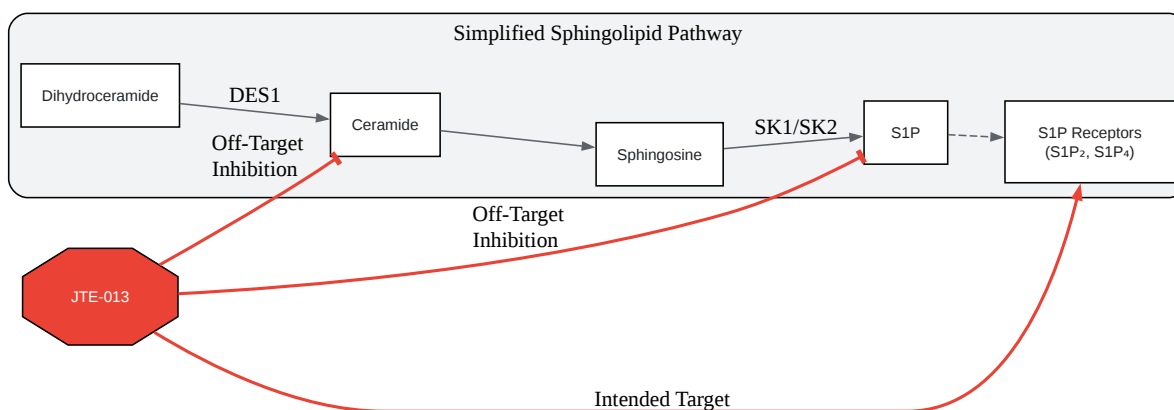 Simplified Sphingolipid Pathway
Dihydroceramide
DES1
Ceramide
Off-Target
Inhibition
Sphingosine
SK1/SK2
S1P
S1P Receptors
(S1P₂, S1P₄)
Off-Target
Inhibition
JTE-013
Intended Target